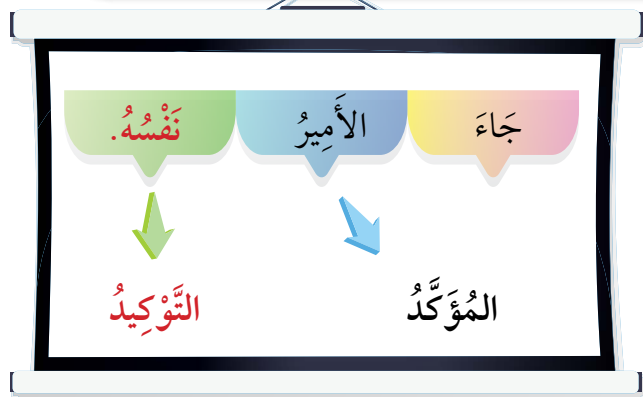 جَاءَ الأَمِيرُ نَفْسُهُ.
المُؤَكَّدُ التَّوْكِيدُ